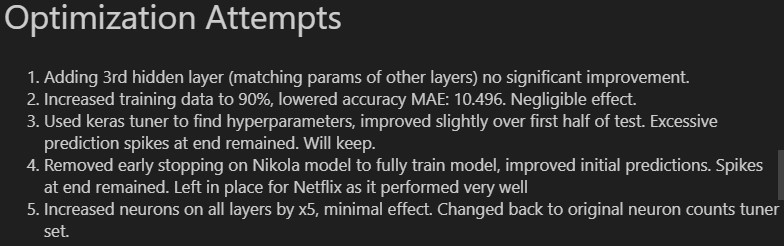 Optimization Attempts
1. Adding 3rd hidden layer (matching params of other layers) no significant improvement.
2. Increased training data to 90%, lowered accuracy MAE: 10.496. Negligible effect.
3. Used keras tuner to find hyperparameters, improved slightly over first half of test. Excessive
prediction spikes at end remained. Will keep.
4. Removed early stopping on Nikola model to fully train model, improved initial predictions. Spikes
at end remained. Left in place for Netflix as it performed very well
5. Increased neurons on all layers by x5, minimal effect. Changed back to original neuron counts tuner
set.